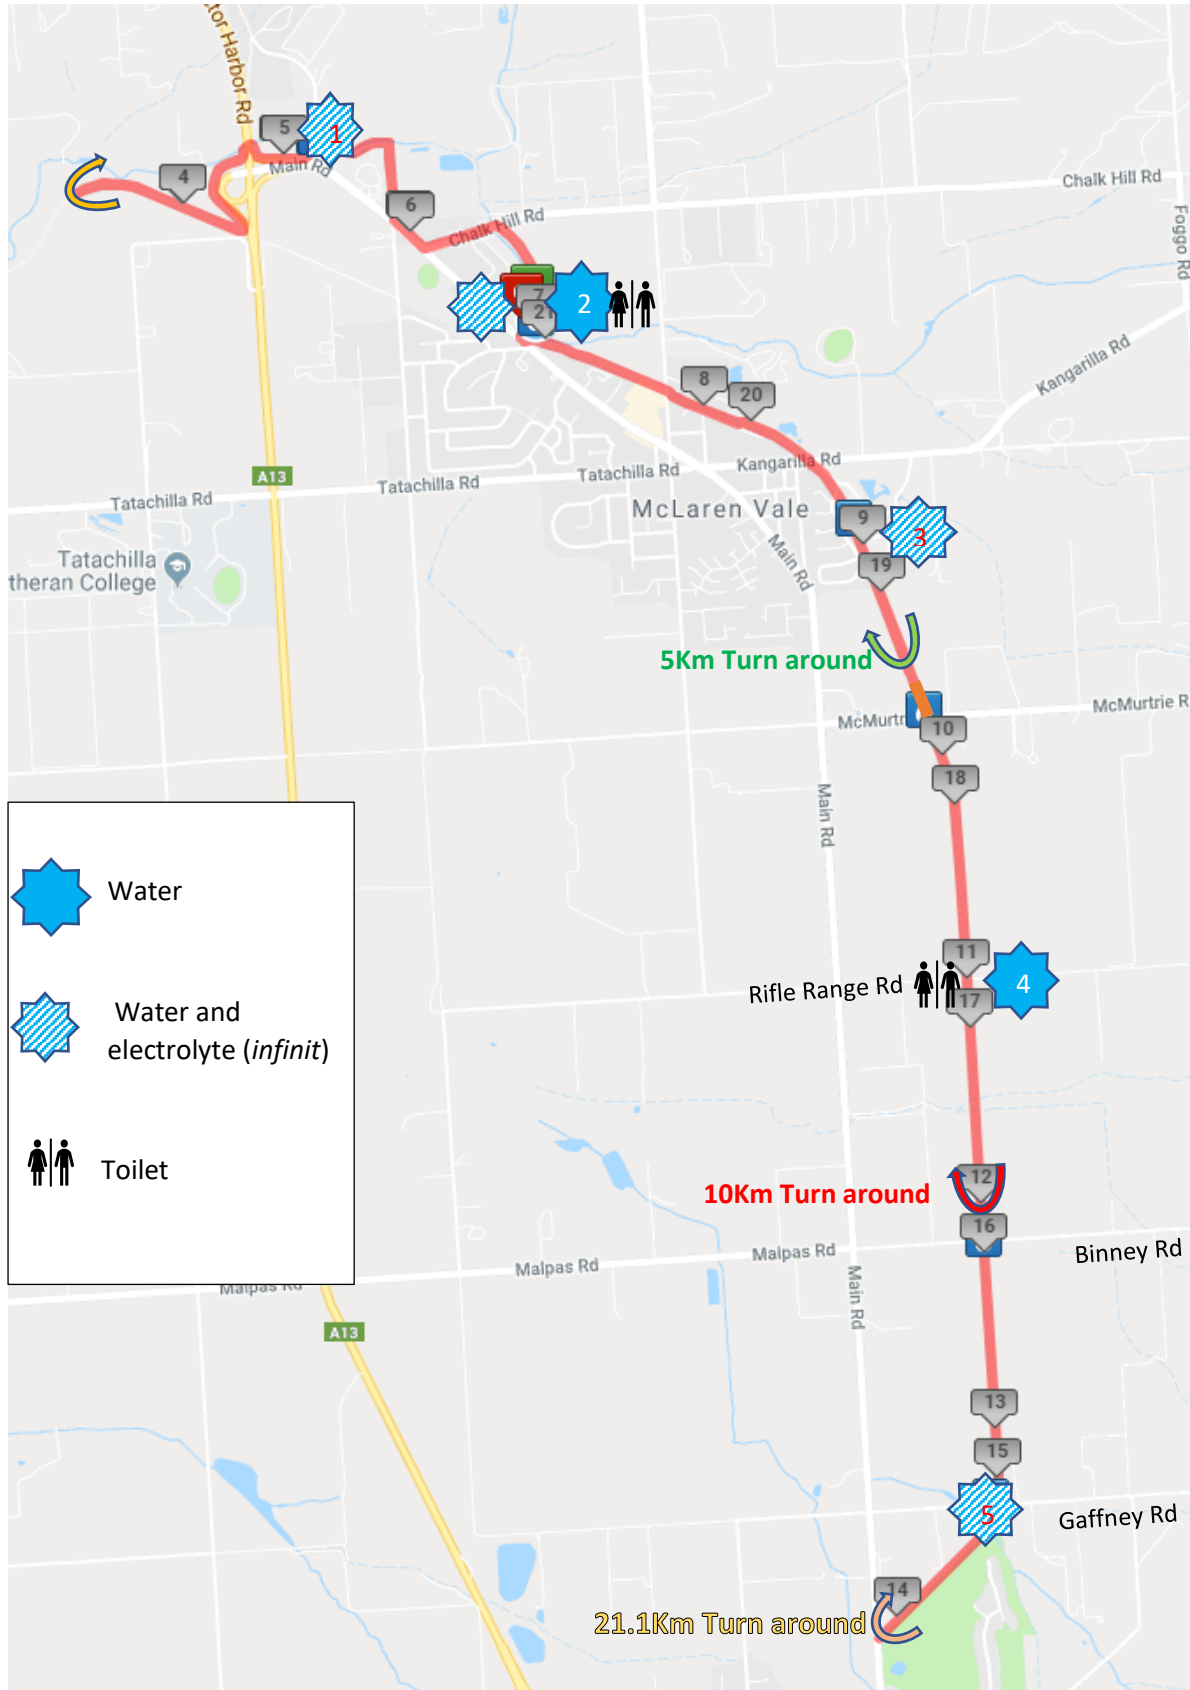 tor Harbor Rd
5
1
Main Rd
4
Chalk Hill Rd
6
Foggo Rd
Chalk Hill Rd
7
2
21
Kangarilla Rd
8
20
Kangarilla Rd
Tatachilla Rd
A13
Tatachilla Rd
Tatachilla Rd
McLaren Vale
9
3
Main Rd
Tatachilla
theran College
19
5Km Turn around
McMurtrie R
McMurtr
10
18
Main Rd
Water
11
Rifle Range Rd
4
17
Water and
electrolyte (infinit)
Toilet
12
10Km Turn around
16
Binney Rd
Malpas Rd
Malpas Rd
Malpas Rd
Main Rd
A13
13
15
5
Gaffney Rd
14
21.1Km Turn around